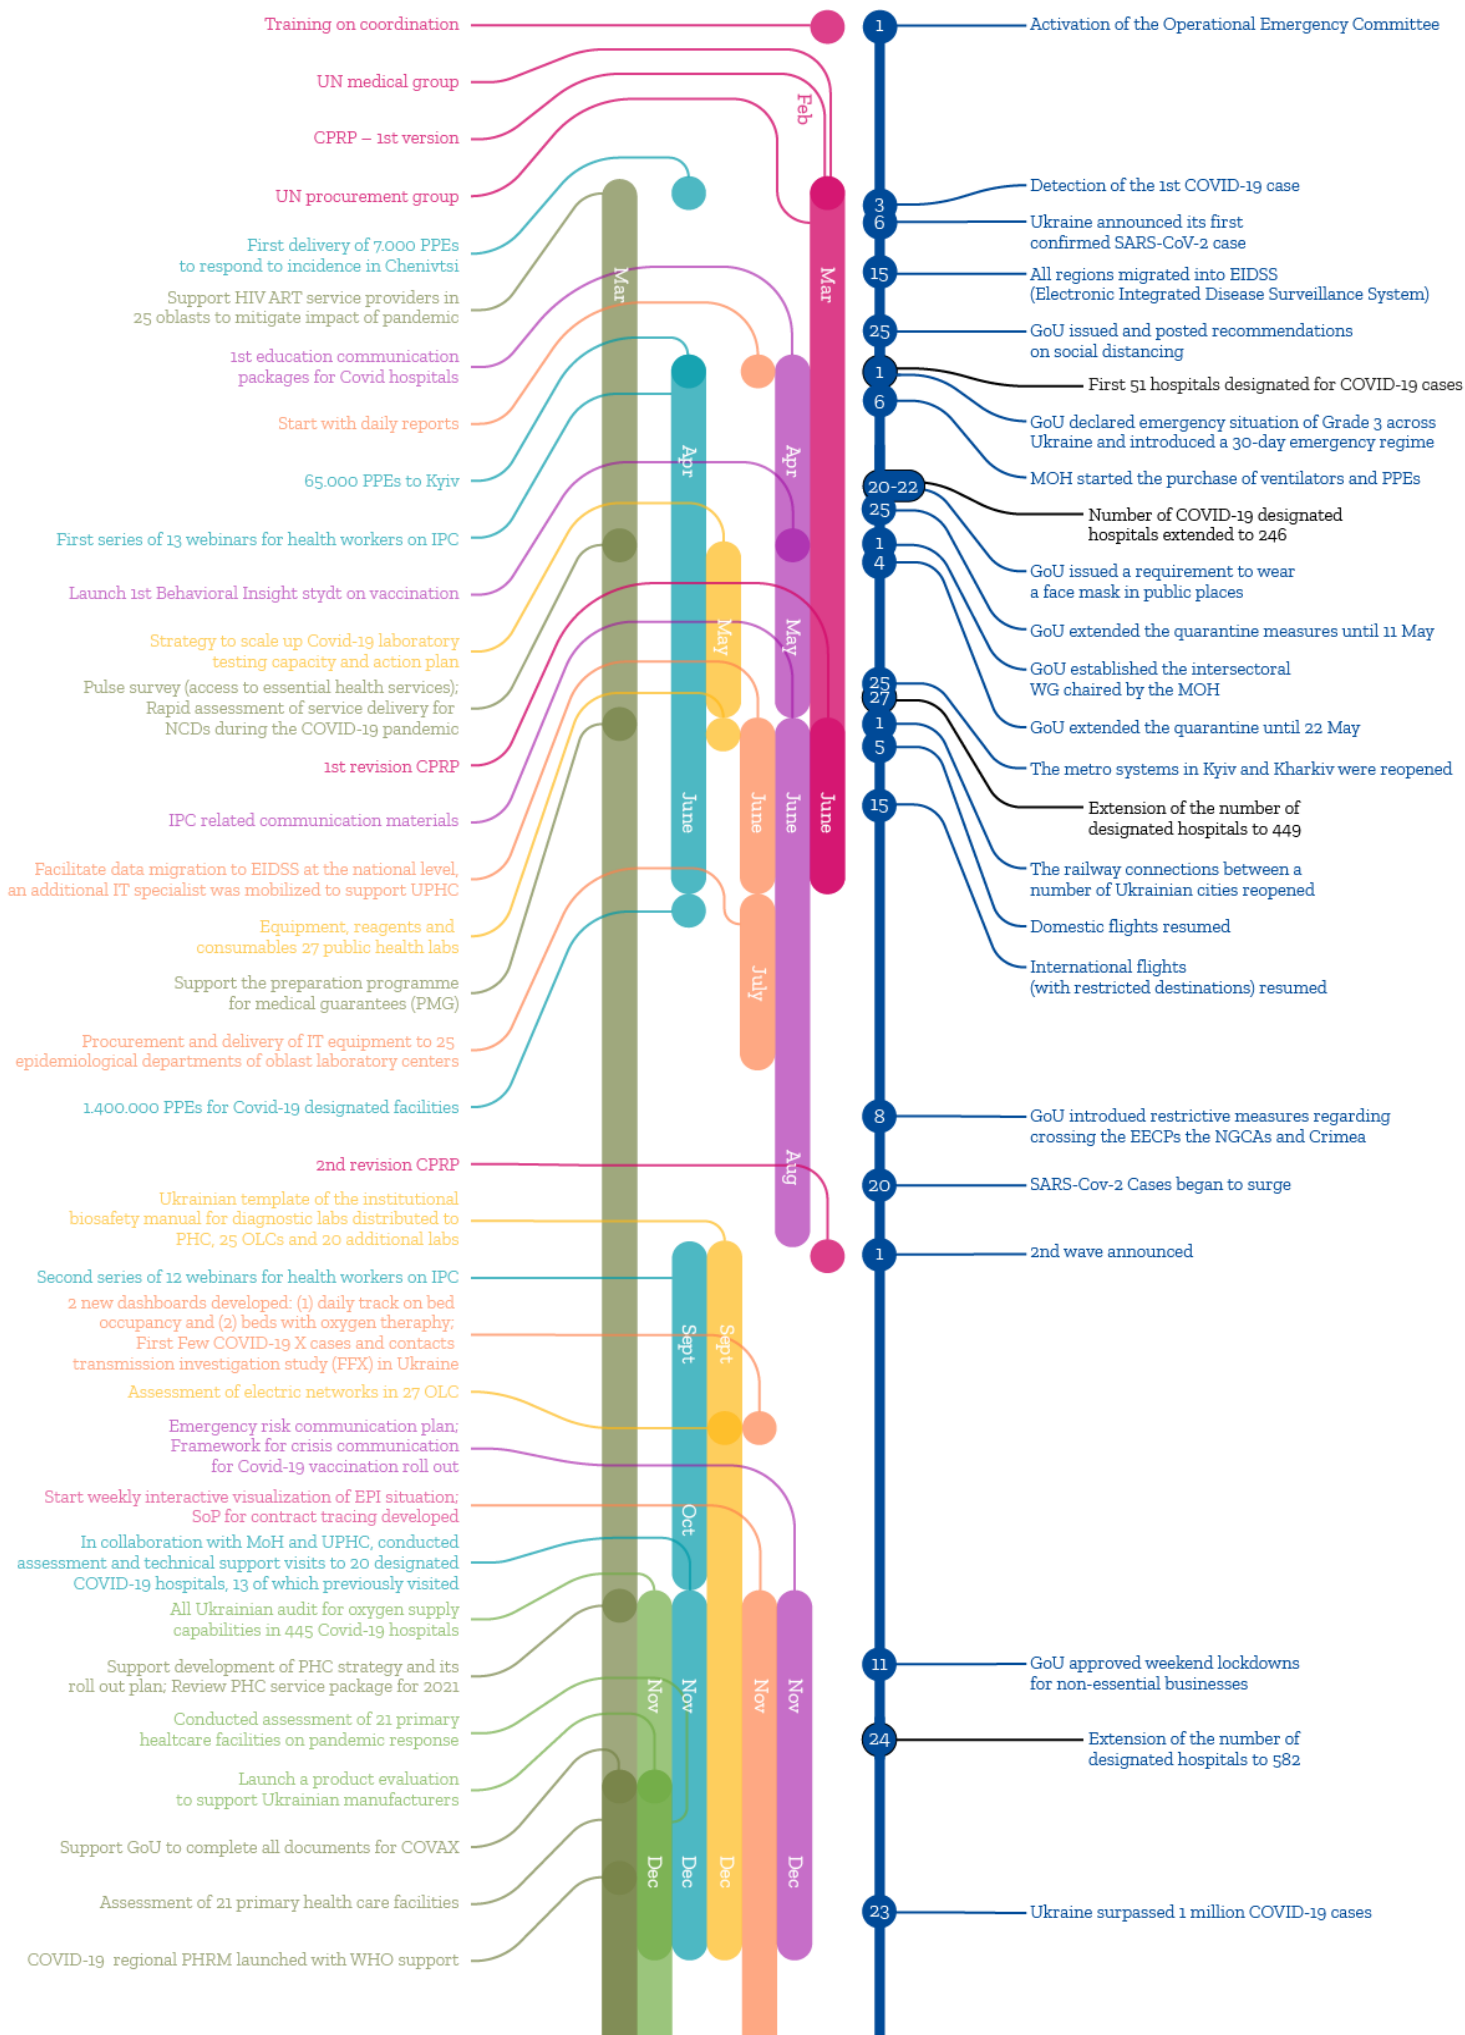 Training on coordination
UN medical group
CPRP – 1st version
UN procurement group
First delivery of 7.000 PPEs
to respond to incidence in Chenivtsi
Support HIV ART service providers in
25 oblasts to mitigate impact of pandemic
1st education communication
packages for Covid hospitals
Start with daily reports
65.000 PPEs to Kyiv
First series of 13 webinars for health workers on IPC
Launch 1st Behavioral Insight stydt on vaccination
Strategy to scale up Covid-19 laboratory
testing capacity and action plan
Pulse survey (access to essential health services);
Rapid assessment of service delivery for
NCDs during the COVID-19 pandemic
1st revision CPRP
IPC related communication materials
Facilitate data migration to EIDSS at the national level,
an additional IT specialist was mobilized to support UPHC
Equipment, reagents and
consumables 27 public health labs
Support the preparation programme
for medical guarantees (PMG)
Procurement and delivery of IT equipment to 25
epidemiological departments of oblast laboratory centers
1.400.000 PPEs for Covid-19 designated facilities
2nd revision CPRP
Ukrainian template of the institutional
biosafety manual for diagnostic labs distributed to
PHC, 25 OLCs and 20 additional labs
Second series of 12 webinars for health workers on IPC
2 new dashboards developed: (1) daily track on bed
occupancy and (2) beds with oxygen theraphy;
First Few COVID-19 X cases and contacts
transmission investigation study (FFX) in Ukraine
Assessment of electric networks in 27 OLC
Emergency risk communication plan;
Framework for crisis communication
for Covid-19 vaccination roll out
Start weekly interactive visualization of EPI situation;
SoP for contract tracing developed
In collaboration with MoH and UPHC, conducted
assessment and technical support visits to 20 designated
COVID-19 hospitals, 13 of which previously visited
All Ukrainian audit for oxygen supply
capabilities in 445 Covid-19 hospitals
Support development of PHC strategy and its
roll out plan; Review PHC service package for 2021
Conducted assessment of 21 primary
healtcare facilities on pandemic response
Launch a product evaluation
to support Ukrainian manufacturers
Support GoU to complete all documents for COVAX
Assessment of 21 primary health care facilities
COVID-19 regional PHRM launched with WHO support
Feb
Mar
Mar
Apr
Apr
May
May
June
June
June
June
July
Aug
Sept
Sept
Oct
Nov
Nov
Nov
Nov
Dec
Dec
Dec
Dec
1
Activation of the Operational Emergency Committee
3
Detection of the 1st COVID-19 case
6
Ukraine announced its first
confirmed SARS-CoV-2 case
15
All regions migrated into EIDSS
(Electronic Integrated Disease Surveillance System)
25
GoU issued and posted recommendations
on social distancing
1
First 51 hospitals designated for COVID-19 cases
GoU declared emergency situation of Grade 3 across
Ukraine and introduced a 30-day emergency regime
6
MOH started the purchase of ventilators and PPEs
20-22
Number of COVID-19 designated
hospitals extended to 246
GoU issued a requirement to wear
a face mask in public places
25
GoU extended the quarantine measures until 11 May
1
GoU established the intersectoral
WG chaired by the MOH
4
GoU extended the quarantine until 22 May
25
The metro systems in Kyiv and Kharkiv were reopened
27
Extension of the number of
designated hospitals to 449
1
The railway connections between a
number of Ukrainian cities reopened
5
Domestic flights resumed
15
International flights
(with restricted destinations) resumed
8
GoU introdued restrictive measures regarding
crossing the EECPs the NGCAs and Crimea
20
SARS-Cov-2 Cases began to surge
1
2nd wave announced
11
GoU approved weekend lockdowns
for non-essential businesses
24
Extension of the number of
designated hospitals to 582
23
Ukraine surpassed 1 million COVID-19 cases